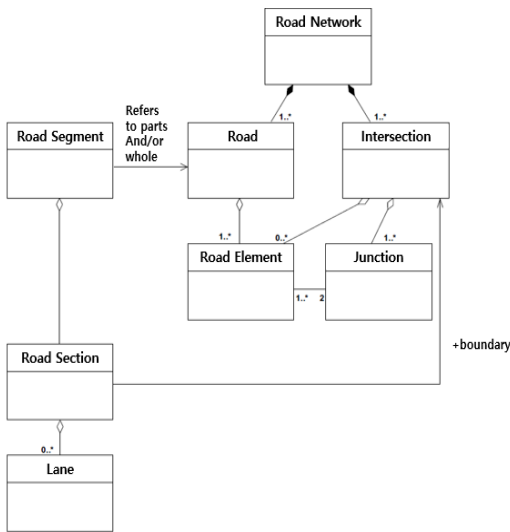 Road Network
1..*
1..*
Refers
to parts
And/or
whole
Road Segment
Road
Intersection
1..*
0..*
1..*
Road Element
Junction
1..*
2
+boundary
Road Section
0..*
Lane